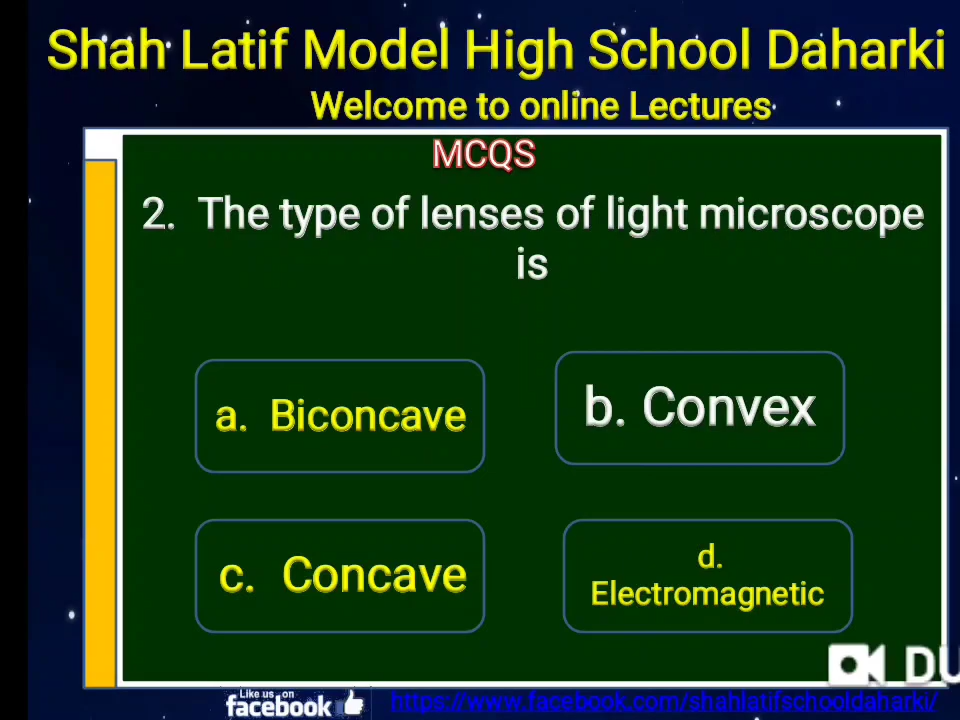 Shah Latif Model High School Daharki
Welcome to online Lectures
MCQS
2. The type of lenses of light microscope
is
a. Biconcave
b. Convex
c. Concave
d.
Electromagnetic
DU
Like us on
facebook
https://www.facebook.com/shahlatifschooldaharki/